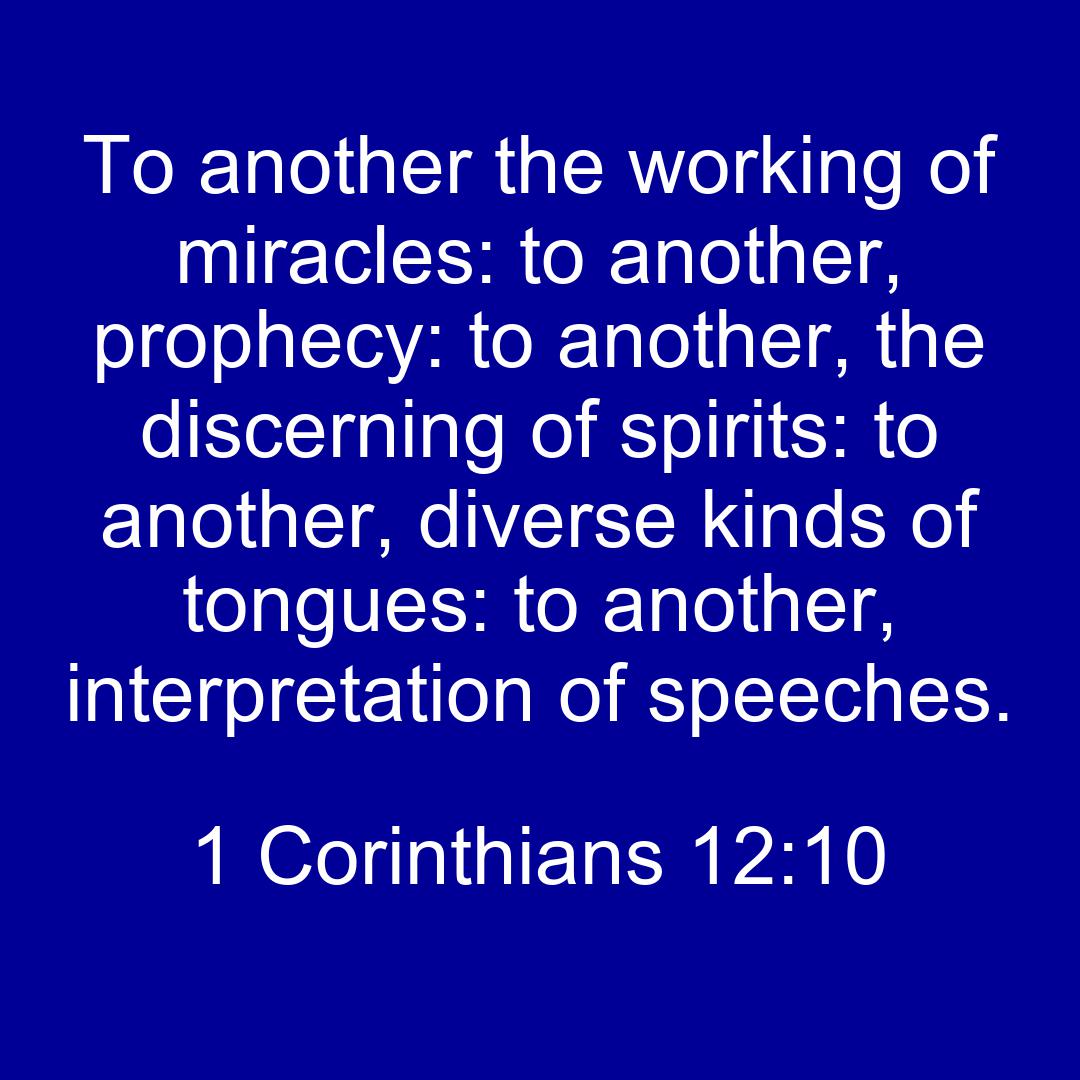 To another the working of
miracles: to another,
prophecy: to another, the
discerning of spirits: to
another, diverse kinds of
tongues: to another,
interpretation of speeches.
1 Corinthians 12:10